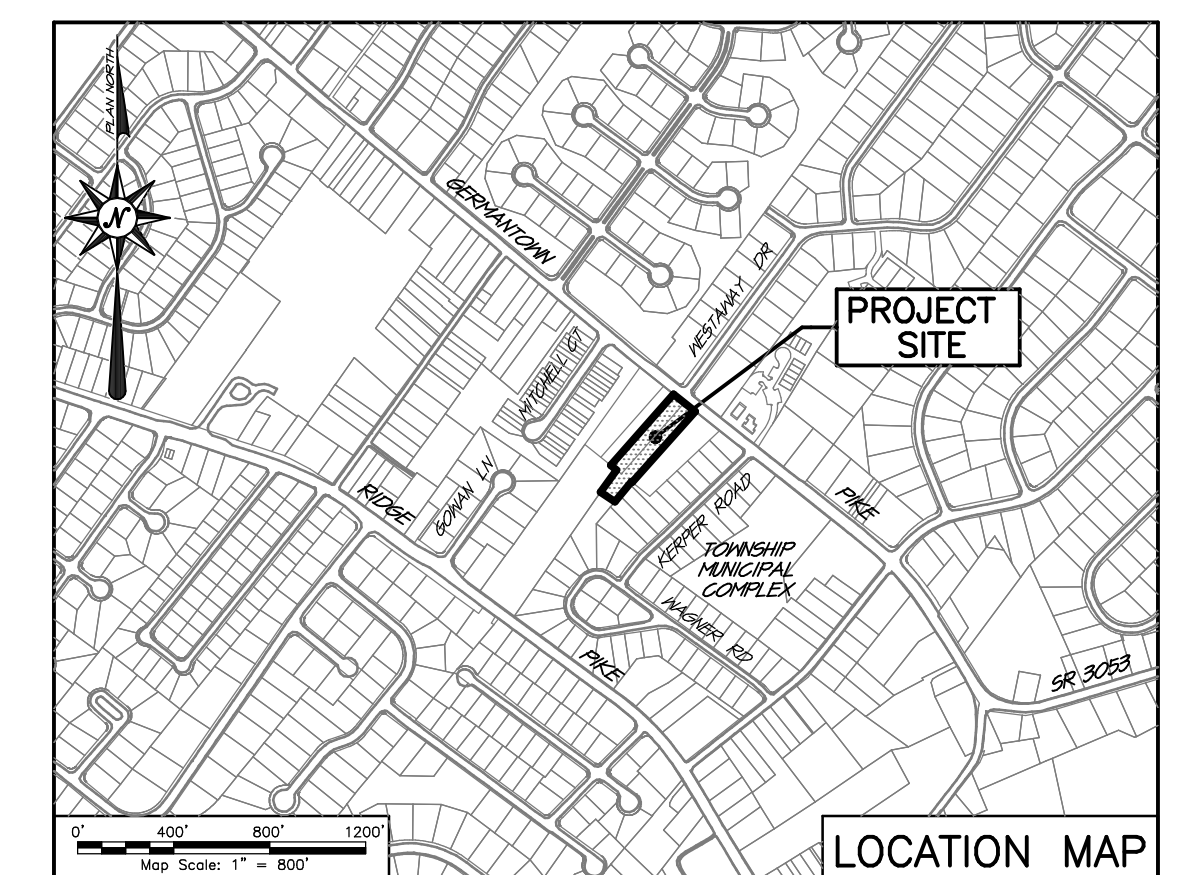 PLAN NORTH
N
GERMANTOWN
WESTAWAY DR
PROJECT
SITE
MITCHELL CT
GOWAN LN
RIDGE
KERPER ROAD
PIKE
TOWNSHIP
MUNICIPAL
COMPLEX
WAGNER RD
PIKE
SR 3053
0' 400' 800' 1200'
Map Scale: 1" = 800'
LOCATION MAP